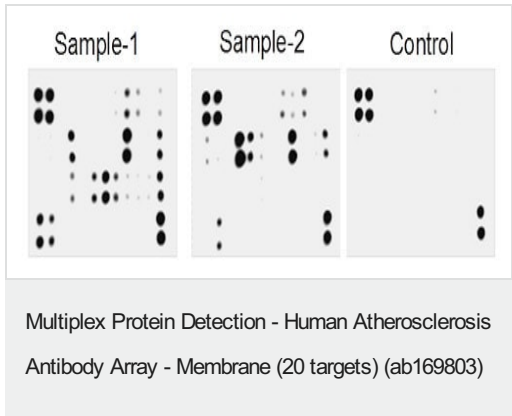 Sample-1 Sample-2 Control
Multiplex Protein Detection - Human Atherosclerosis
Antibody Array - Membrane (20 targets) (ab169803)